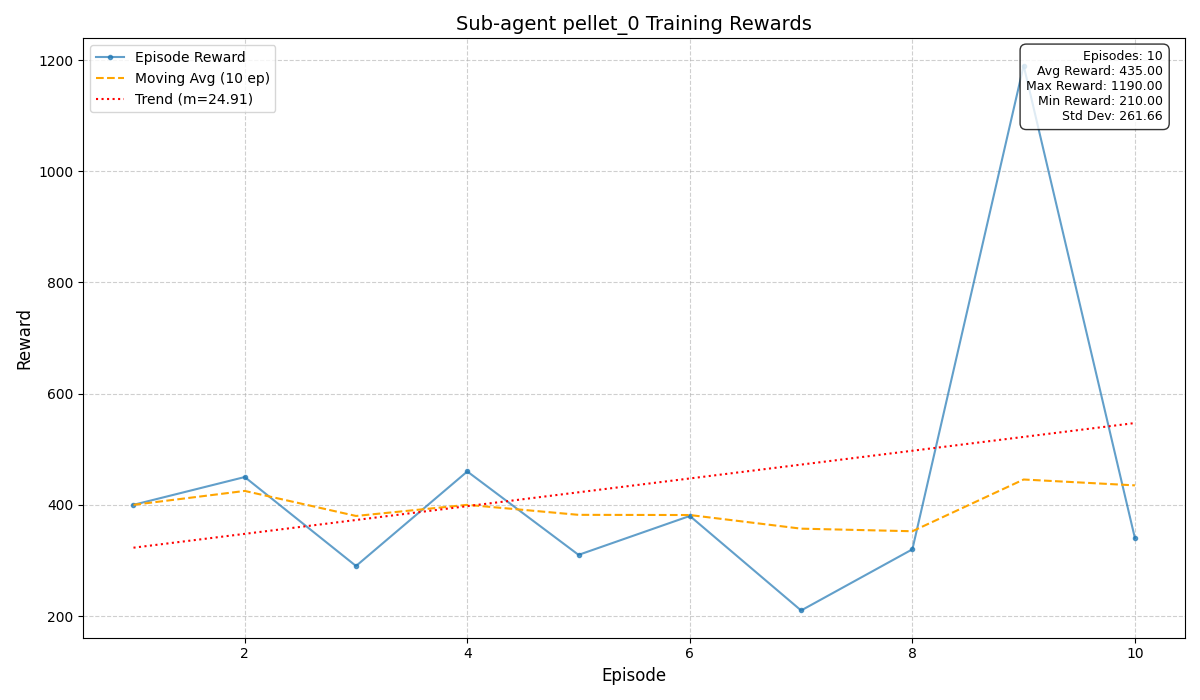 Sub-agent pellet_0 Training Rewards
Episode Reward
Moving Avg (10 ep)
Trend (m=24.91)
Episodes: 10
Avg Reward: 435.00
Max Reward: 1190.00
Min Reward: 210.00
Std Dev: 261.66
Reward
1200
1000
800
600
400
200
2
4
6
8
10
Episode